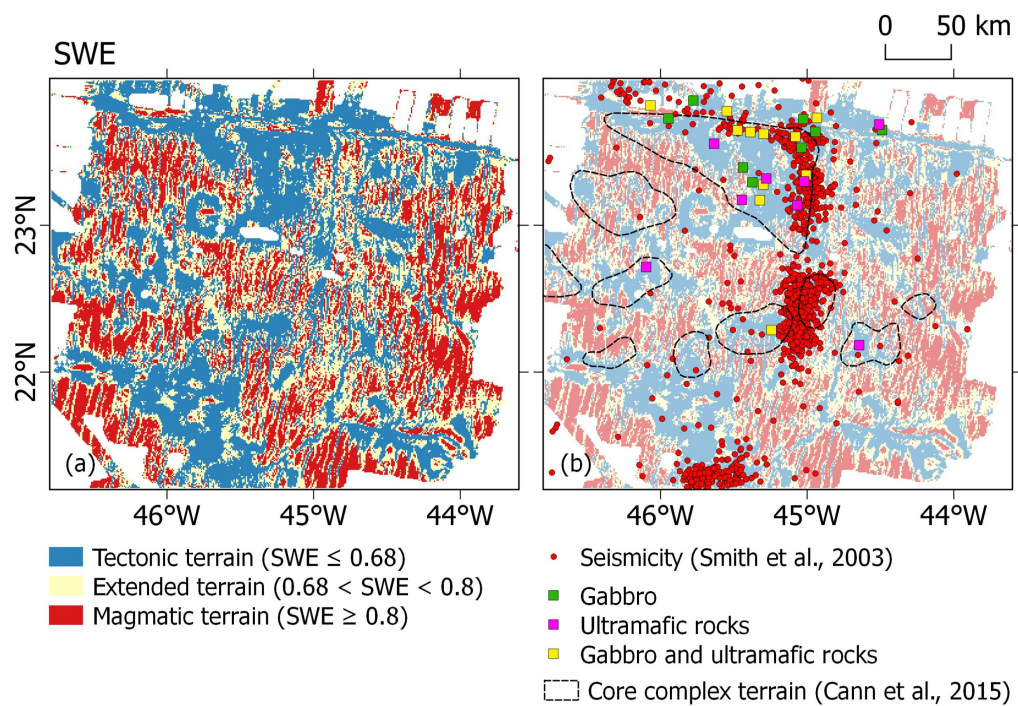 0 50 km
SWE
23°N
22°N
(a)
(b)
46°W 45°W 44°W
46°W 45°W 44°W
Tectonic terrain (SWE ≤ 0.68)
Extended terrain (0.68 < SWE < 0.8)
Magmatic terrain (SWE ≥ 0.8)
Seismicity (Smith et al., 2003)
Gabbro
Ultramafic rocks
Gabbro and ultramafic rocks
Core complex terrain (Cann et al., 2015)